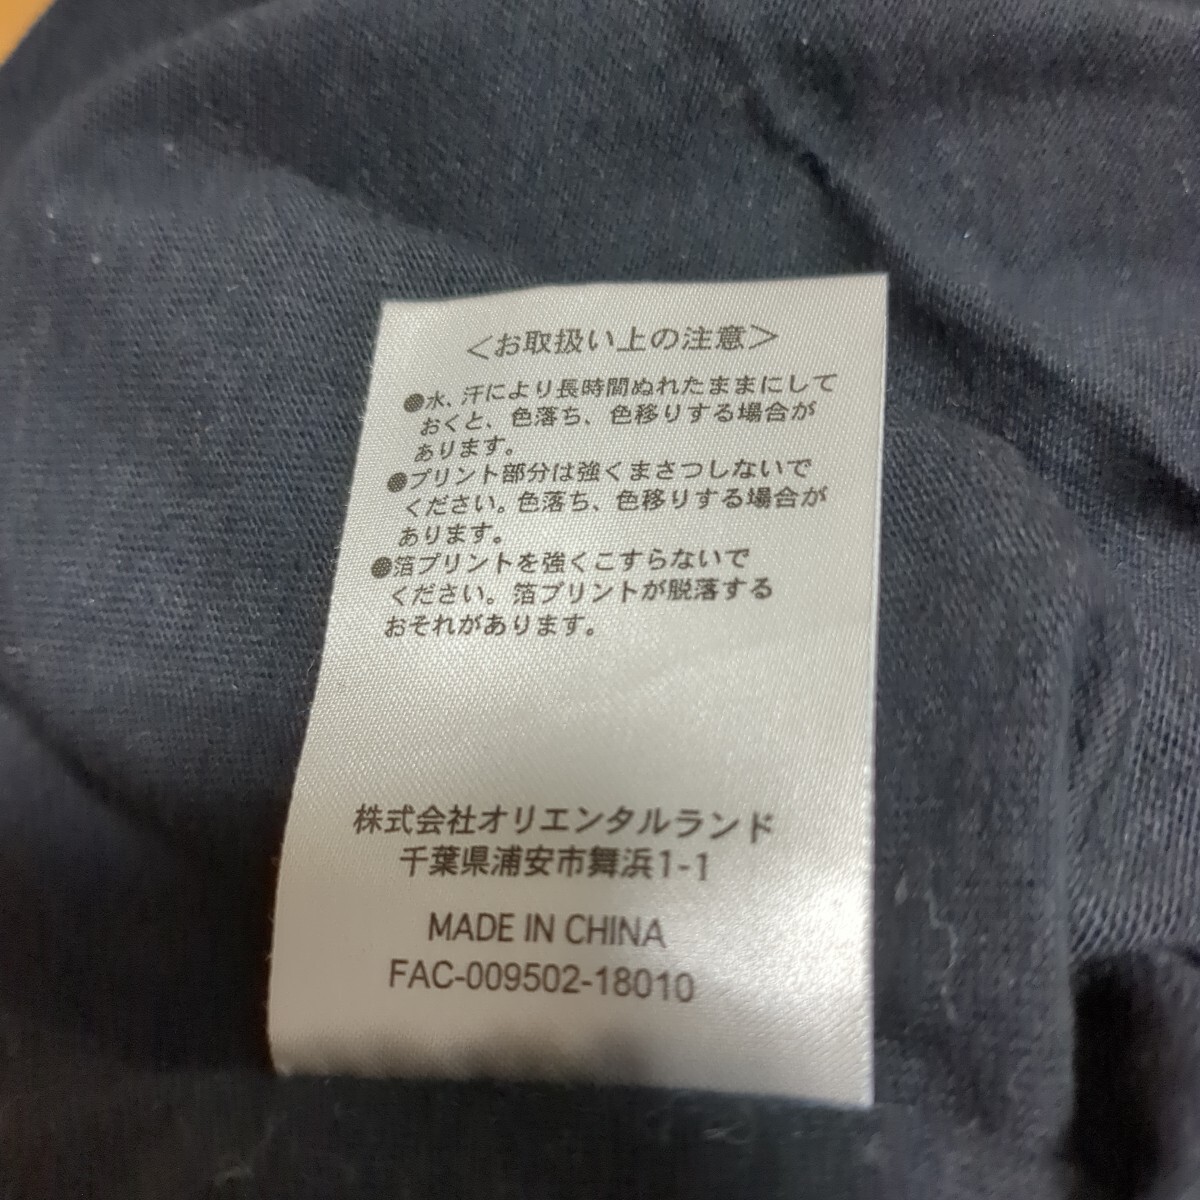 ＜お取扱い上の注意＞
●水、汗により長時間ぬれたままにして
おくと、色落ち、色移りする場合が
あります。
●プリント部分は強くまさつしないで
ください。色落ち、色移りする場合が
あります。
●箔プリントを強くこすらないで
ください。箔プリントが脱落する
おそれがあります。
株式会社オリエンタルランド
千葉県浦安市舞浜1-1
MADE IN CHINA
FAC-009502-18010